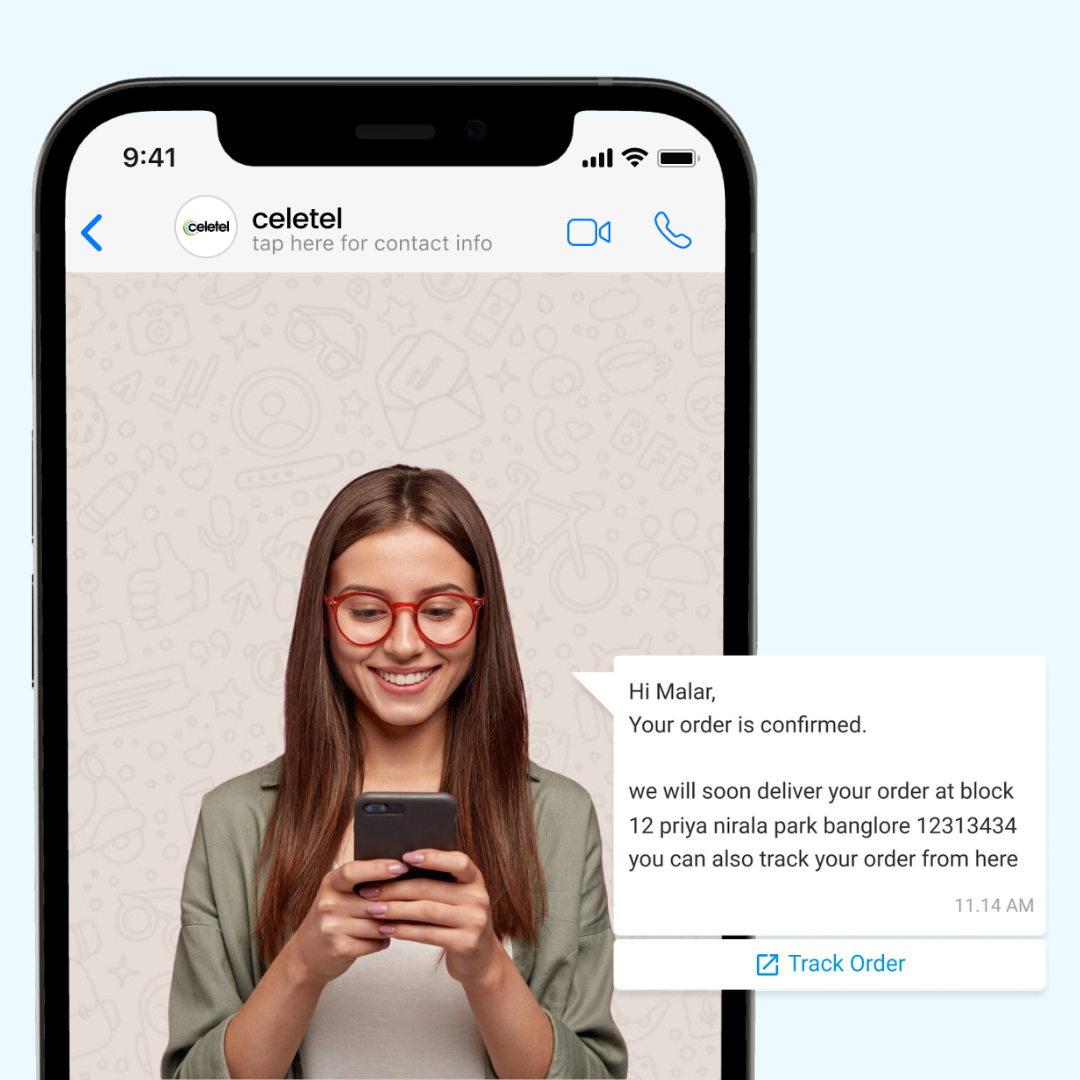 9:41
celetel
celetel
tap here for contact info
BFF
Hi Malar,
Your order is confirmed.
we will soon deliver your order at block
12 priya nirala park banglore 12313434
you can also track your order from here
11.14 AM
Track Order